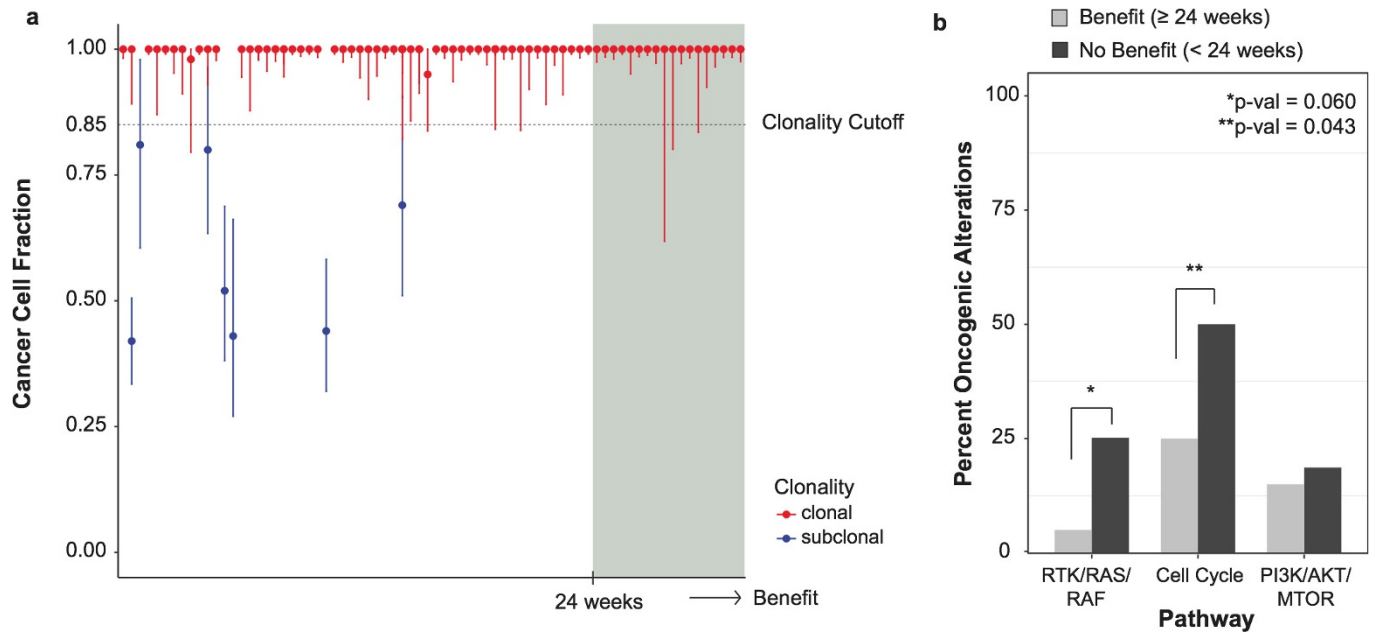 a
Cancer Cell Fraction
1.00
0.85
0.75
0.50
0.25
0.00
Clonality Cutoff
Clonality
clonal
subclonal
24 weeks
Benefit
b
Benefit (≥ 24 weeks)
No Benefit (< 24 weeks)
Percent Oncogenic Alterations
100
75
50
25
0
*p-val = 0.060
**p-val = 0.043
*
**
RTK/RAS/
RAF
Cell Cycle
PI3K/AKT/
MTOR
Pathway